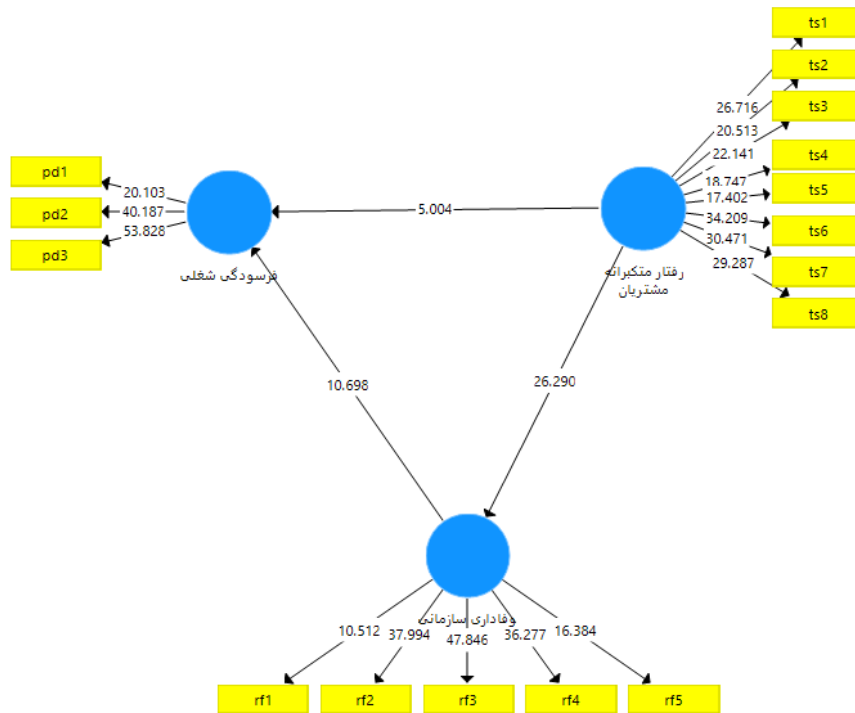 ts1
ts2
ts3
ts4
ts5
ts6
ts7
ts8
26.716
20.513
22.141
18.747
17.402
34.209
30.471
29.287
pd1
pd2
pd3
20.103
40.187
53.828
5.004
فرسودگی شغلی
رفتار متکبرانه
مشتریان
10.698
26.290
وفاداری سازمانی
10.512
37.994
47.846
36.277
16.384
rf1
rf2
rf3
rf4
rf5